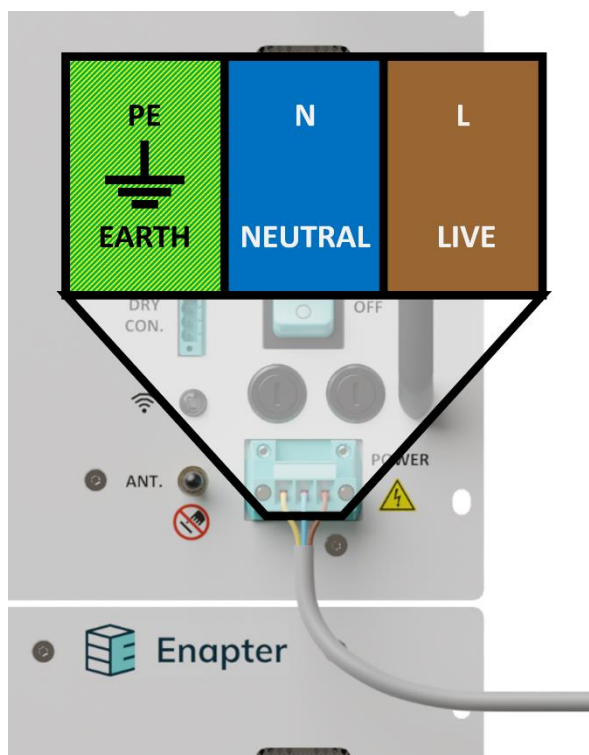 PE
N
L
EARTH
NEUTRAL
LIVE
DRY
CON.
OFF
POWER
ANT.
Enapter